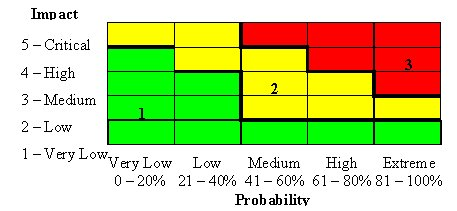 Impact
5 – Critical
4 – High
3 – Medium
2 – Low
1 – Very Low
3
2
1
Very Low Low Medium High Extreme
0 – 20% 21 – 40% 41 – 60% 61 – 80% 81 – 100%
Probability